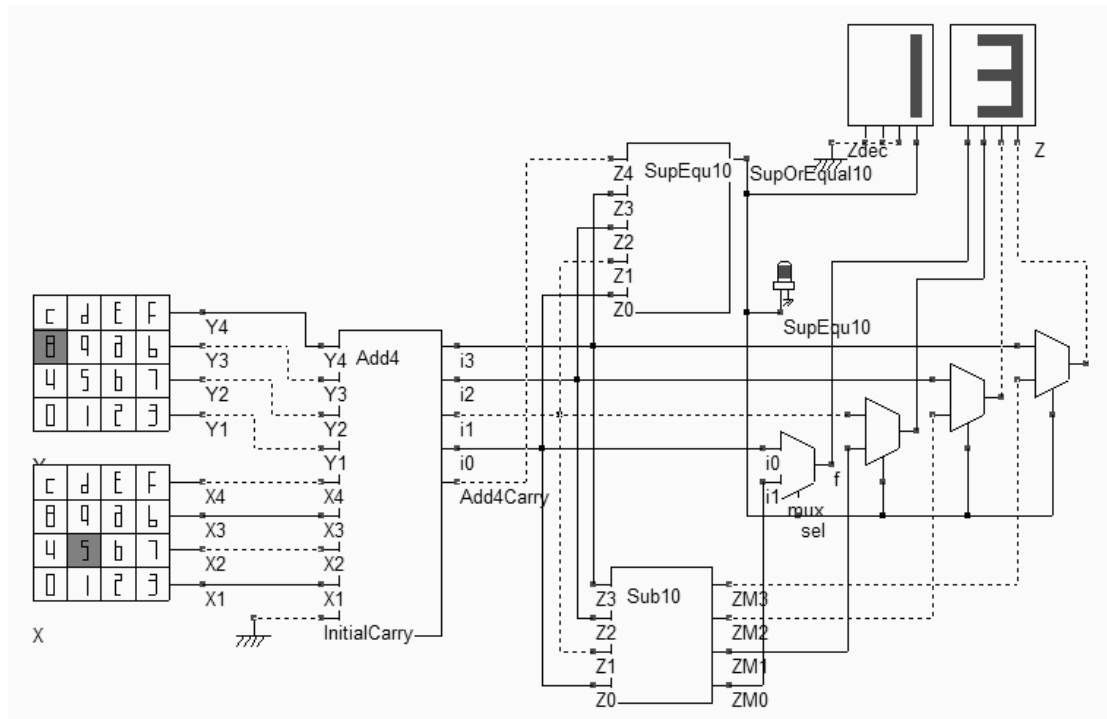 1 3
Zdec Z
Z4 SupEqu10 SupOrEqual10
Z3
Z2
Z1
Z0
SupEqu10
C d E F
8 9 a b
4 5 6 7
0 1 2 3
Y4
Y3
Y2
Y1
Y4 Add4 i3
Y3 i2
Y2 i1
Y1 i0
X4 Add4Carry
X3
X2
X1
InitialCarry
C d E F
8 9 a b
4 5 6 7
0 1 2 3
X4
X3
X2
X1
X
i0 f
i1
mux
sel
Z3 Sub10 ZM3
Z2 ZM2
Z1 ZM1
Z0 ZM0